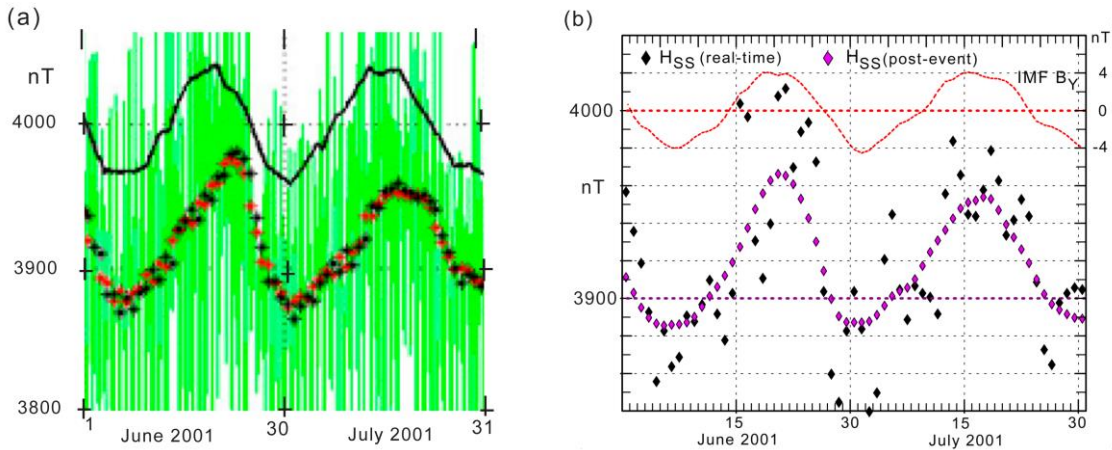 (a)
nT
4000
3900
3800
1
30
31
June 2001
July 2001
(b)
nT
H_SS (real-time)
H_SS (post-event)
IMF B_Y
4
0
-4
4000
nT
3900
15
30
15
30
June 2001
July 2001